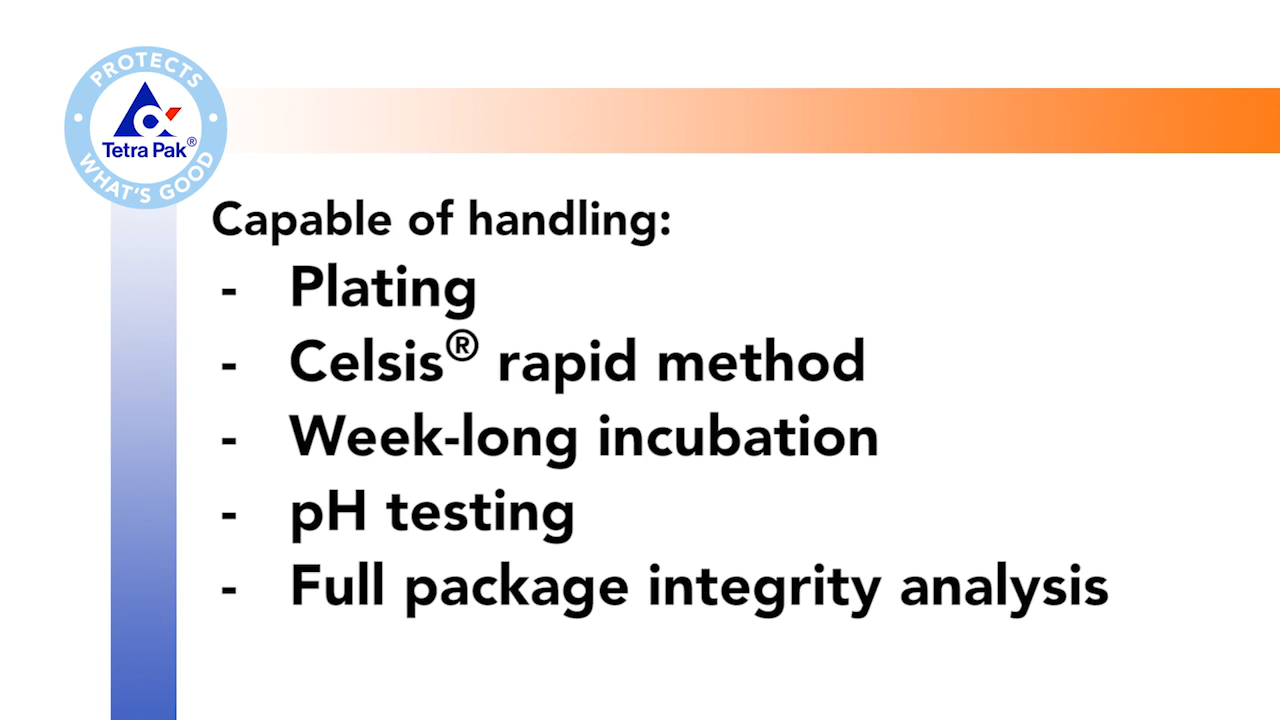 PROTECTS
Tetra Pak®
WHAT'S GOOD
Capable of handling:
- Plating
- Celsis® rapid method
- Week-long incubation
- pH testing
- Full package integrity analysis